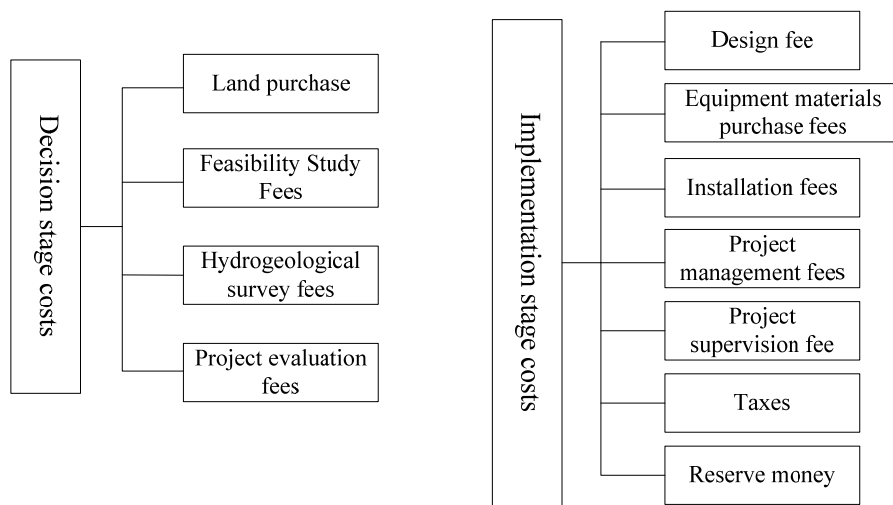 Decision stage costs
Land purchase
Feasibility Study
Fees
Hydrogeological
survey fees
Project evaluation
fees
Implementation stage costs
Design fee
Equipment materials
purchase fees
Installation fees
Project
management fees
Project
supervision fee
Taxes
Reserve money